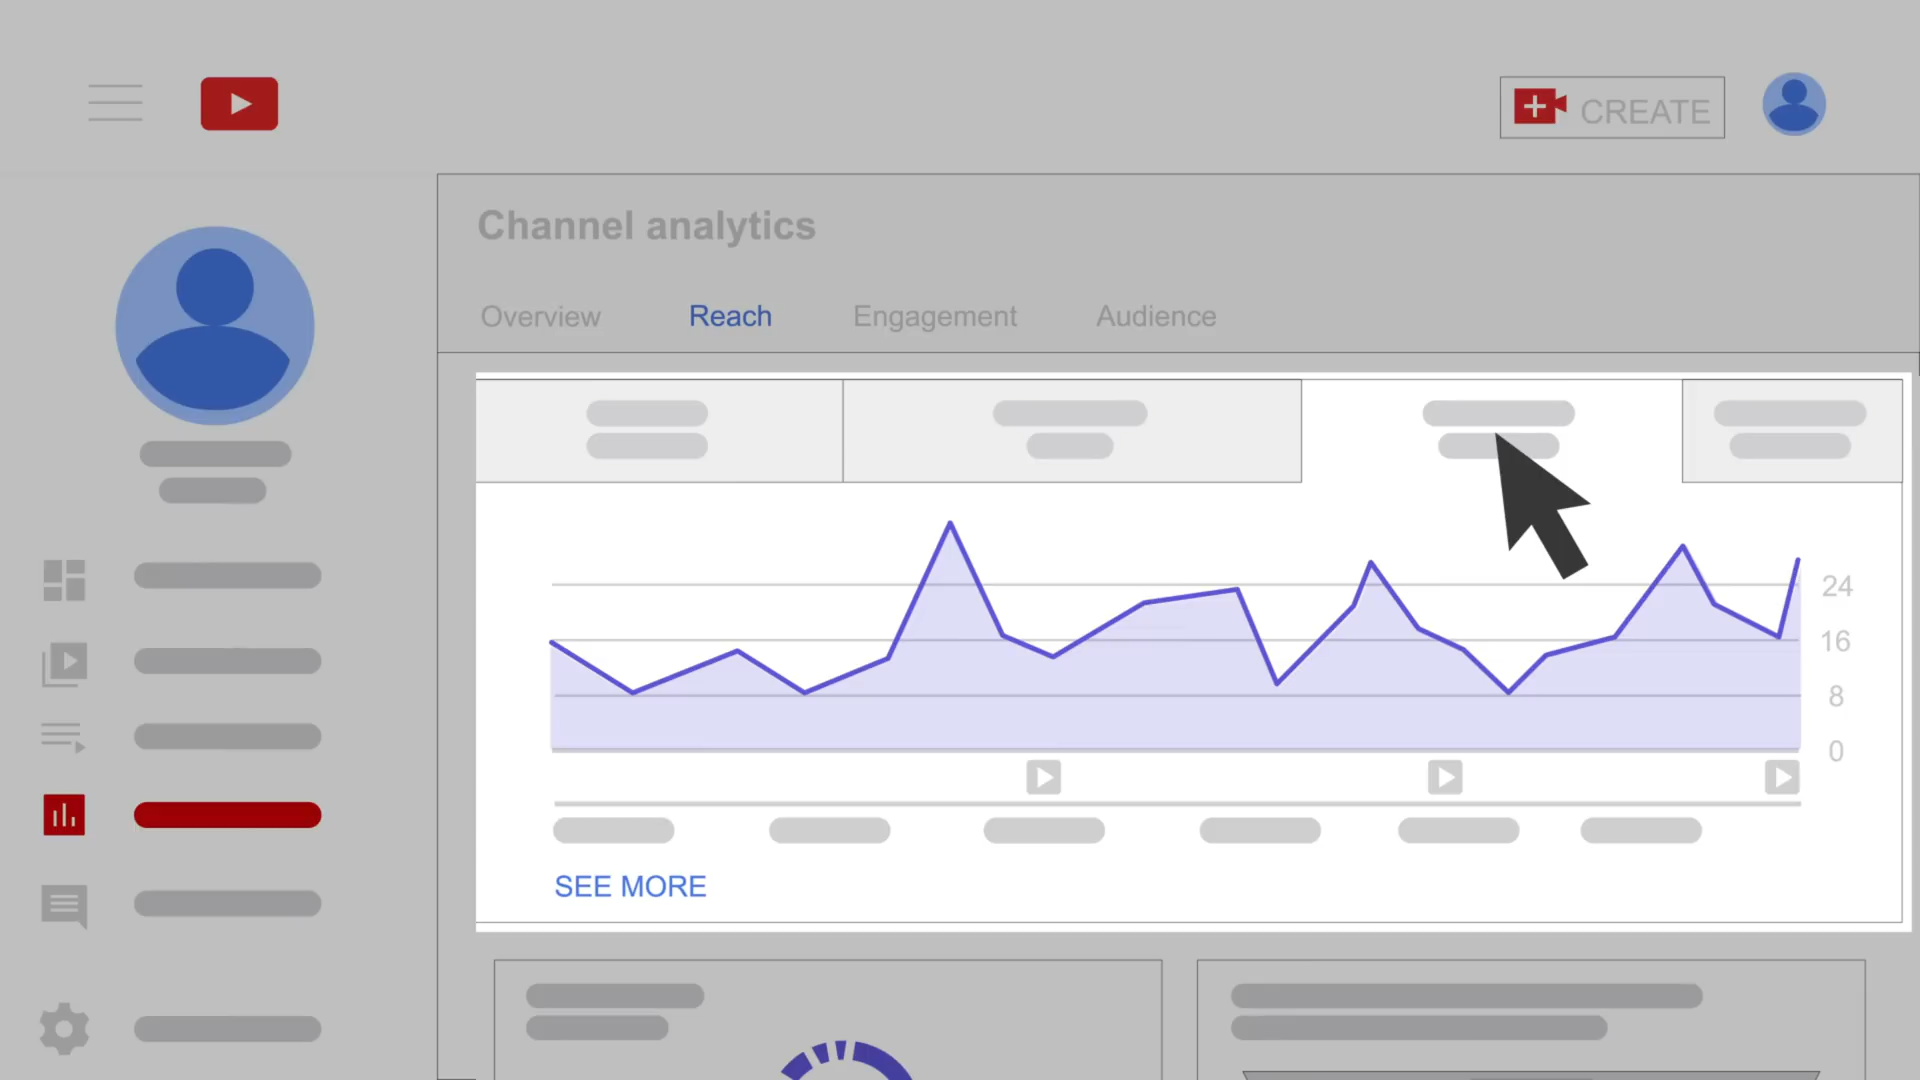 CREATE
Channel analytics
Overview Reach Engagement Audience
24
16
8
0
SEE MORE